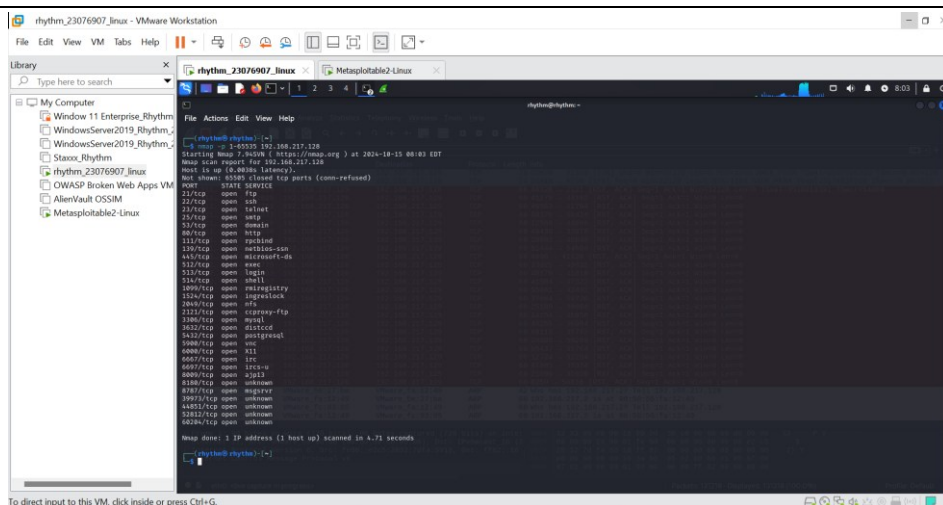 rhythm_23076907_linux - VMware Workstation
File Edit View VM Tabs Help
1 2 3 4
8:03
Library
Type here to search
My Computer
Window 11 Enterprise_Rhythm
WindowsServer2019_Rhythm_
WindowsServer2019_Rhythm_
Staxxx_Rhythm
rhythm_23076907_linux
OWASP Broken Web Apps VM
AlienVault OSSIM
Metasploitable2-Linux
rhythm_23076907_linux
Metasploitable2-Linux
rhythm@rhythm:~
File Actions Edit View Help
(rhythm@rhythm)-[~]
$ nmap -p 1-65535 192.168.217.128
Starting Nmap 7.94SVN ( https://nmap.org ) at 2024-10-15 08:03 EDT
Nmap scan report for 192.168.217.128
Host is up (0.0038s latency).
Not shown: 65505 closed tcp ports (conn-refused)
PORT STATE SERVICE
21/tcp open ftp
22/tcp open ssh
23/tcp open telnet
25/tcp open smtp
53/tcp open domain
80/tcp open http
111/tcp open rpcbind
139/tcp open netbios-ssn
445/tcp open microsoft-ds
512/tcp open exec
513/tcp open login
514/tcp open shell
1099/tcp open rmiregistry
1524/tcp open ingreslock
2049/tcp open nfs
2121/tcp open ccproxy-ftp
3306/tcp open mysql
3632/tcp open distccd
5432/tcp open postgresql
5900/tcp open vnc
6000/tcp open X11
6667/tcp open irc
6697/tcp open ircs-u
8009/tcp open ajp13
8180/tcp open unknown
8787/tcp open msgsrvr
39973/tcp open unknown
44851/tcp open unknown
52812/tcp open unknown
60284/tcp open unknown
Nmap done: 1 IP address (1 host up) scanned in 4.71 seconds
(rhythm@rhythm)-[~]
$
To direct input to this VM, click inside or press Ctrl+G.